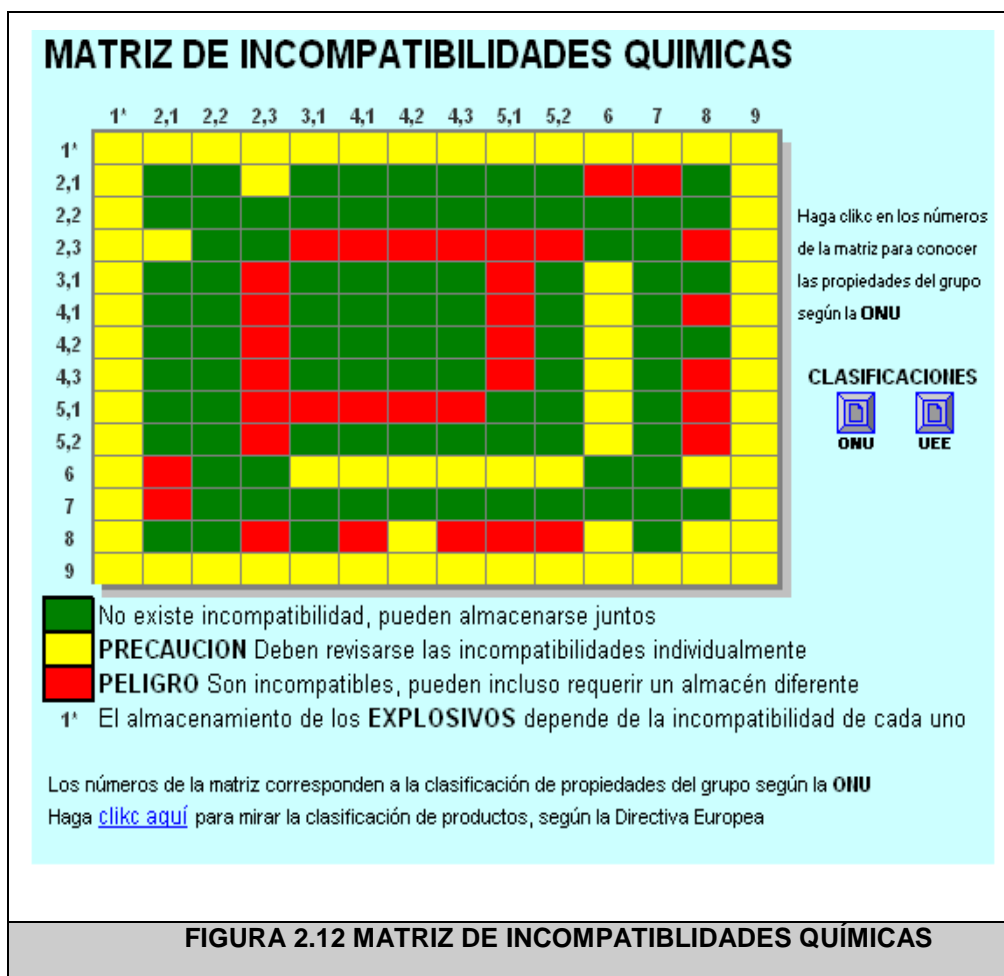 MATRIZ DE INCOMPATIBILIDADES QUIMICAS
1* 2,1 2,2 2,3 3,1 4,1 4,2 4,3 5,1 5,2 6 7 8 9
1*
2,1
2,2
2,3
3,1
4,1
4,2
4,3
5,1
5,2
6
7
8
9
Haga clikc en los números
de la matriz para conocer
las propiedades del grupo
según la ONU
CLASIFICACIONES
ONU UEE
No existe incompatibilidad, pueden almacenarse juntos
PRECAUCION Deben revisarse las incompatibilidades individualmente
PELIGRO Son incompatibles, pueden incluso requerir un almacén diferente
1* El almacenamiento de los EXPLOSIVOS depende de la incompatibilidad de cada uno
Los números de la matriz corresponden a la clasificación de propiedades del grupo según la ONU
Haga clikc aquí para mirar la clasificación de productos, según la Directiva Europea
FIGURA 2.12 MATRIZ DE INCOMPATIBLIDADES QUÍMICAS